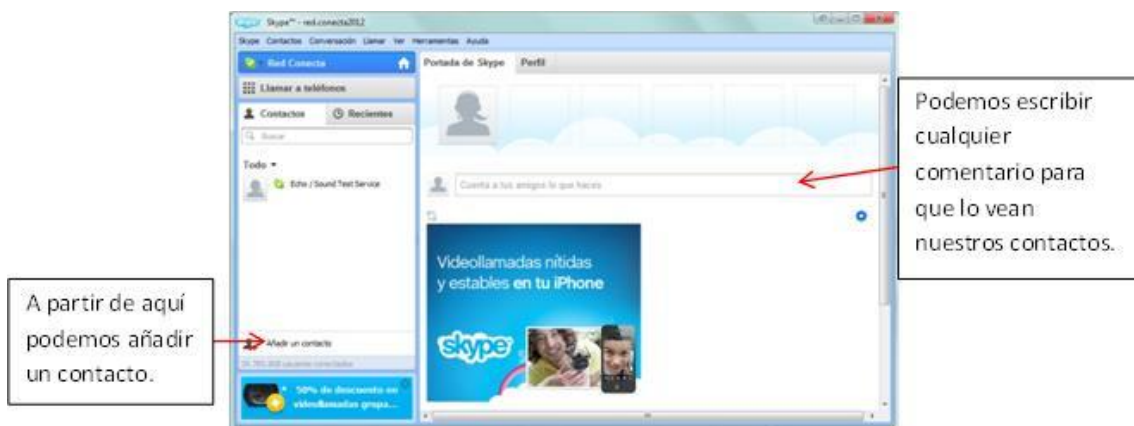 skype Skype™ - red.conecta2012
Skype Contactos Conversación Llamar Ver Herramientas Ayuda
Red Conecta
Portada de Skype Perfil
Llamar a teléfonos
Contactos Recientes
Buscar
Todo
Echo / Sound Test Service
Cuenta a tus amigos lo que haces
Podemos escribir
cualquier
comentario para
que lo vean
nuestros contactos.
Videollamadas nítidas
y estables en tu iPhone
skype
A partir de aquí
podemos añadir
un contacto.
Añadir un contacto
usuarios conectados
50% de descuento en
videollamadas grupa...